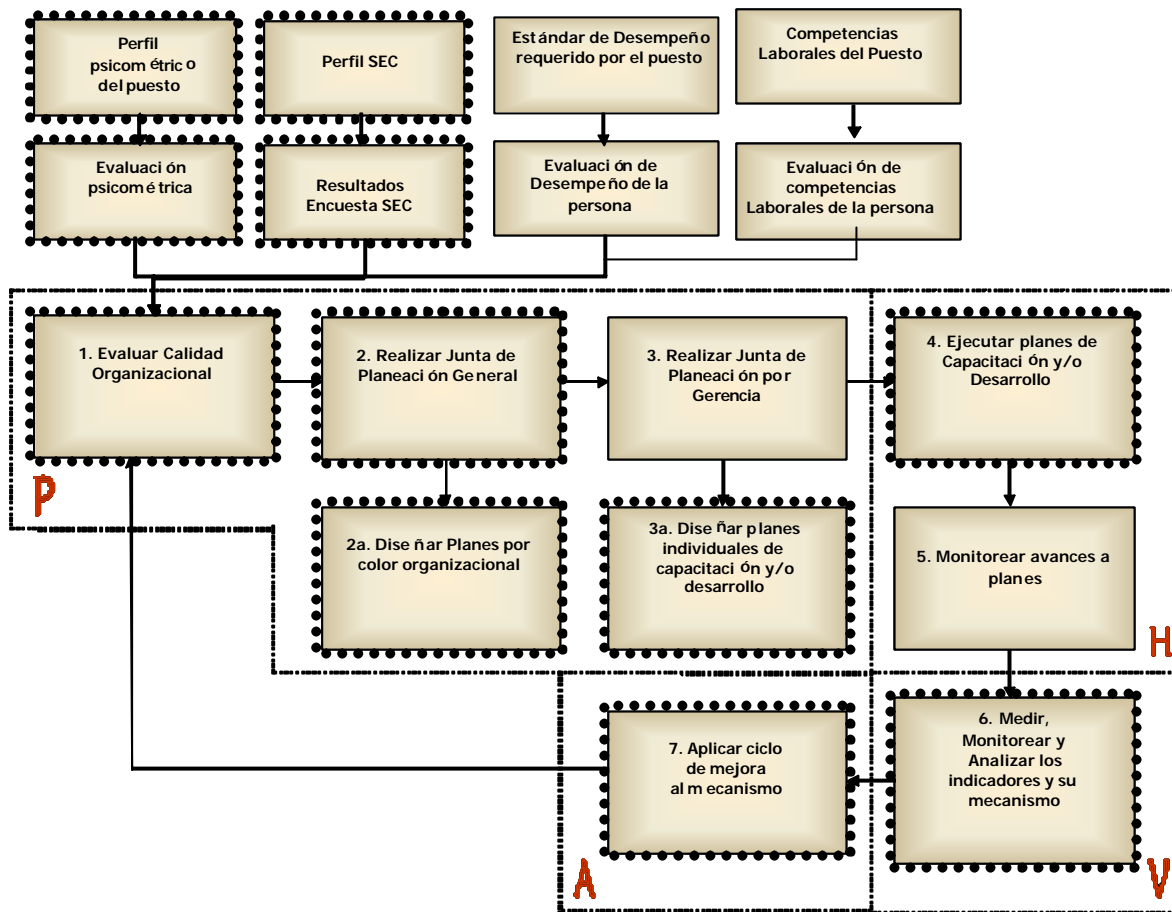 Perfil
psicométrico
del puesto
Perfil SEC
Estándar de Desempeño
requerido por el puesto
Competencias
Laborales del Puesto
Evaluación
psicométrica
Resultados
Encuesta SEC
Evaluación de
Desempeño de la
persona
Evaluación de
competencias
Laborales de la persona
1. Evaluar Calidad
Organizacional
2. Realizar Junta de
Planeación General
3. Realizar Junta de
Planeación por
Gerencia
4. Ejecutar planes de
Capacitación y/o
Desarrollo
P
2a. Diseñar Planes por
color organizacional
3a. Diseñar planes
individuales de
capacitación y/o
desarrollo
5. Monitorear avances a
planes
H
7. Aplicar ciclo
de mejora
al mecanismo
6. Medir,
Monitorear y
Analizar los
indicadores y su
mecanismo
A
V